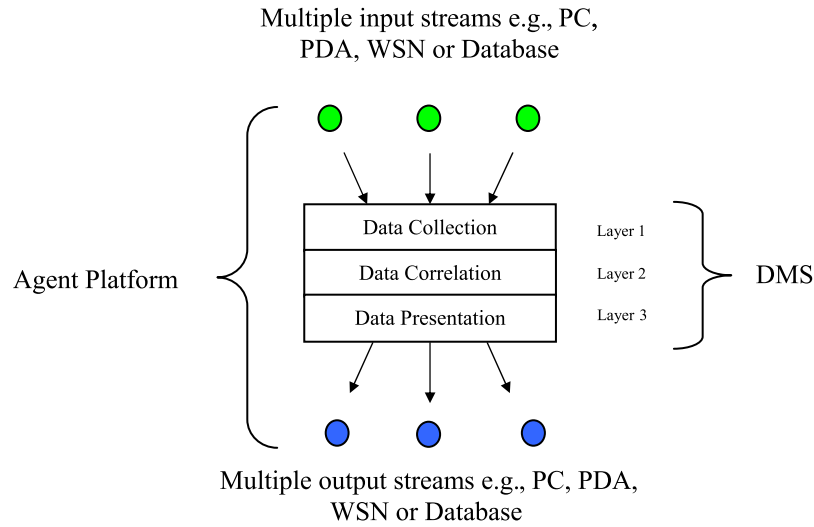 Multiple input streams e.g., PC,
PDA, WSN or Database
Data Collection
Layer 1
Agent Platform
Data Correlation
Layer 2
DMS
Data Presentation
Layer 3
Multiple output streams e.g., PC, PDA,
WSN or Database